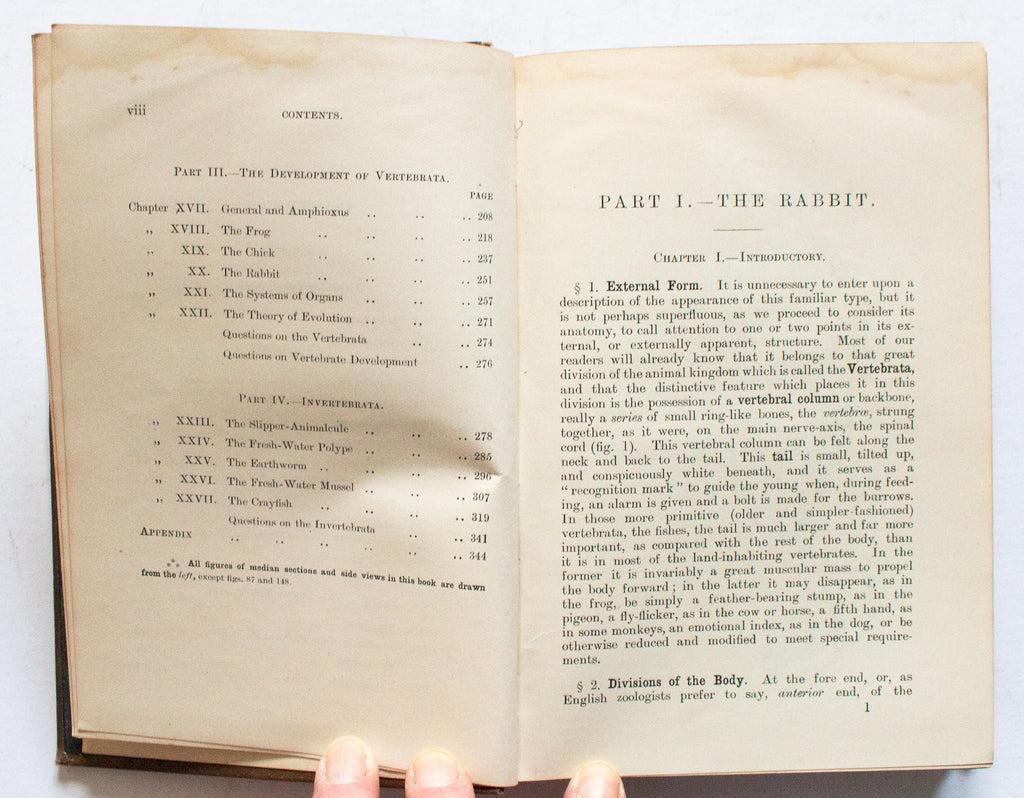 viii
CONTENTS.
PART III.—THE DEVELOPMENT OF VERTEBRATA.
PAGE
Chapter XVII. General and Amphioxus .. .. .. 208
„ XVIII. The Frog .. .. .. .. 218
„ XIX. The Chick .. .. .. .. 237
„ XX. The Rabbit .. .. .. .. 251
„ XXI. The Systems of Organs .. .. .. 257
„ XXII. The Theory of Evolution .. .. .. 271
Questions on the Vertebrata .. .. 274
Questions on Vertebrate Development .. 276
PART IV.—INVERTEBRATA.
„ XXIII. The Slipper-Animalcule .. .. .. 278
„ XXIV. The Fresh-Water Polype .. .. .. 285
„ XXV. The Earthworm .. .. .. .. 296
„ XXVI. The Fresh-Water Mussel .. .. .. 307
„ XXVII. The Crayfish .. .. .. .. 319
Questions on the Invertebrata .. .. 341
APPENDIX .. .. .. .. .. .. 344
⁂ All figures of median sections and side views in this book are drawn
from the left, except figs. 87 and 148.
PART I.—THE RABBIT.
CHAPTER I.—INTRODUCTORY.
§ 1. External Form. It is unnecessary to enter upon a
description of the appearance of this familiar type, but it
is not perhaps superfluous, as we proceed to consider its
anatomy, to call attention to one or two points in its ex-
ternal, or externally apparent, structure. Most of our
readers will already know that it belongs to that great
division of the animal kingdom which is called the Vertebrata,
and that the distinctive feature which places it in this
division is the possession of a vertebral column or backbone,
really a series of small ring-like bones, the vertebræ, strung
together, as it were, on the main nerve-axis, the spinal
cord (fig. 1). This vertebral column can be felt along the
neck and back to the tail. This tail is small, tilted up,
and conspicuously white beneath, and it serves as a
“recognition mark” to guide the young when, during feed-
ing, an alarm is given and a bolt is made for the burrows.
In those more primitive (older and simpler-fashioned)
vertebrata, the fishes, the tail is much larger and far more
important, as compared with the rest of the body, than
it is in most of the land-inhabiting vertebrates. In the
former it is invariably a great muscular mass to propel
the body forward; in the latter it may disappear, as in
the frog, be simply a feather-bearing stump, as in the
pigeon, a fly-flicker, as in the cow or horse, a fifth hand, as
in some monkeys, an emotional index, as in the dog, or be
otherwise reduced and modified to meet special require-
ments.
§ 2. Divisions of the Body. At the fore end, or, as
English zoologists prefer to say, anterior end, of the
1